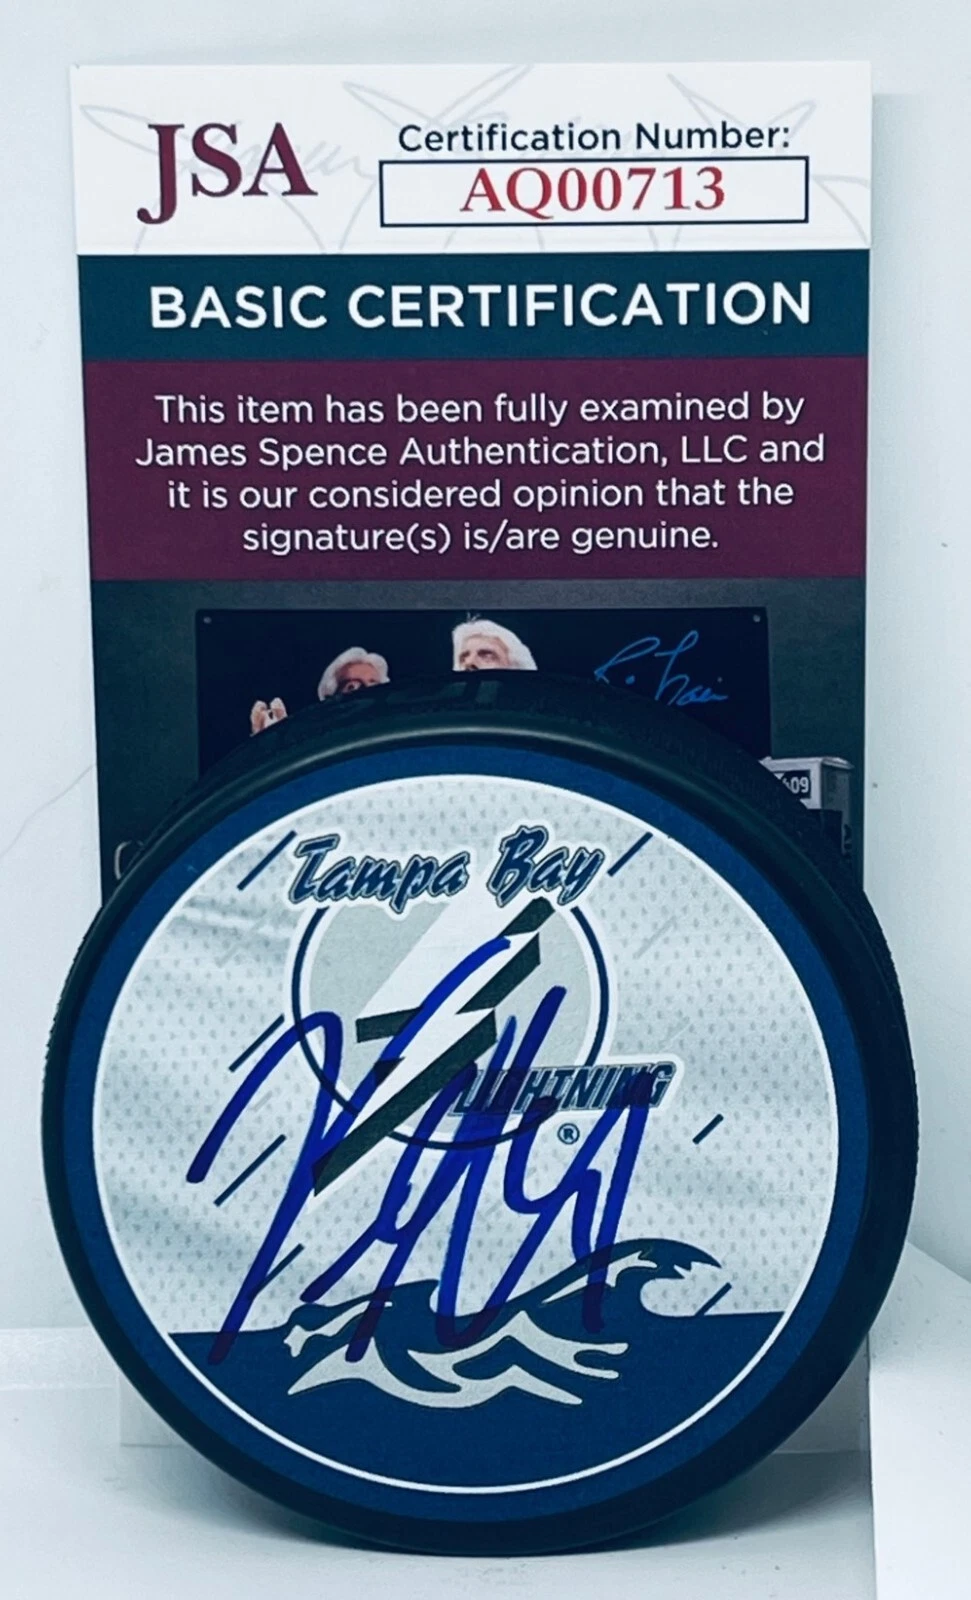 JSA
Certification Number:
AQ00713
BASIC CERTIFICATION
This item has been fully examined by
James Spence Authentication, LLC and
it is our considered opinion that the
signature(s) is/are genuine.
Tampa Bay
LIGHTNING
®